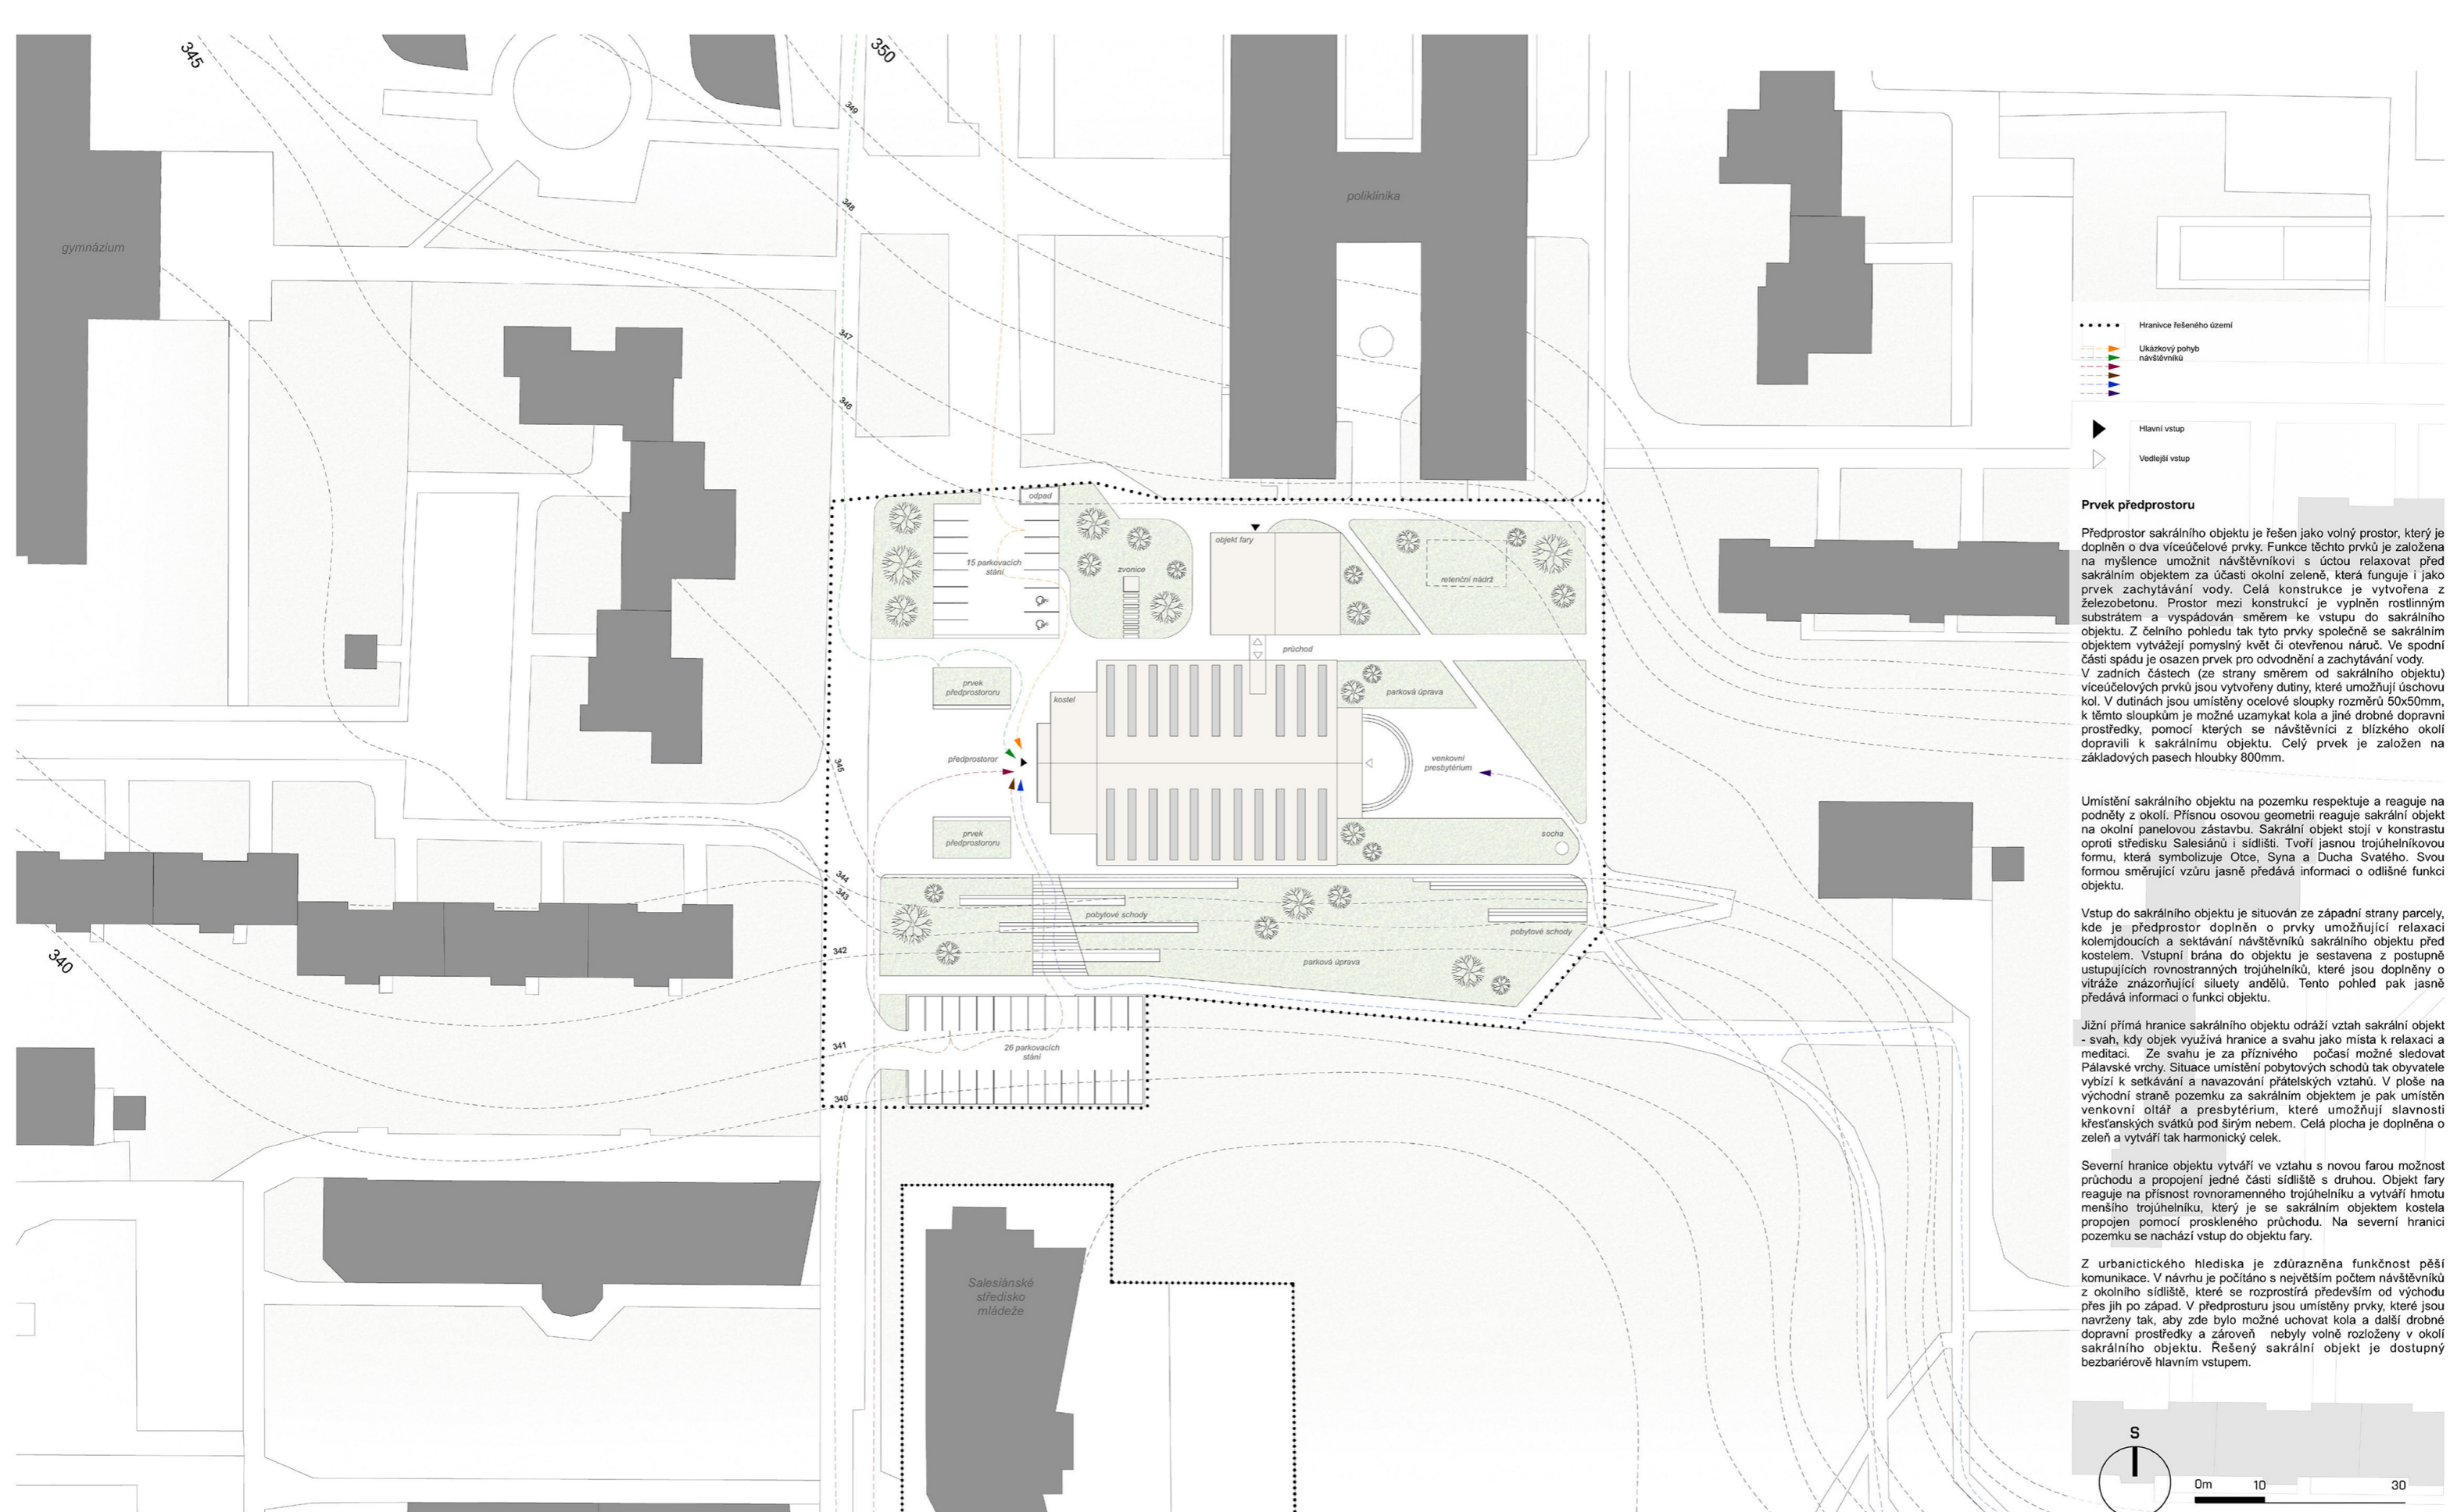 345
350
349
348
347
346
poliklinika
gymnázium
odpad
15 parkovacích
stání
zvonice
objekt fary
retenční nádrž
průchod
prvek
předprostororu
kostel
parková úprava
předprostoror
venkovní
presbytérium
345
prvek
předprostororu
socha
344
343
342
pobytové schody
pobytové schody
parková úprava
340
341
26 parkovacích
stání
340
Salesiánské
středisko
mládeže
Hranivce řešeného území
Ukázkový pohyb
návštěvníků
Hlavní vstup
Vedlejší vstup
Prvek předprostoru
Předprostor sakrálního objektu je řešen jako volný prostor, který je
doplněn o dva víceúčelové prvky. Funkce těchto prvků je založena
na myšlence umožnit návštěvníkovi s úctou relaxovat před
sakrálním objektem za účasti okolní zeleně, která funguje i jako
prvek zachytávání vody. Celá konstrukce je vytvořena z
železobetonu. Prostor mezi konstrukcí je vyplněn rostlinným
substrátem a vyspádován směrem ke vstupu do sakrálního
objektu. Z čelního pohledu tak tyto prvky společně se sakrálním
objektem vytvážejí pomyslný květ či otevřenou náruč. Ve spodní
části spádu je osazen prvek pro odvodnění a zachytávání vody.
V zadních částech (ze strany směrem od sakrálního objektu)
víceúčelových prvků jsou vytvořeny dutiny, které umožňují úschovu
kol. V dutinách jsou umístěny ocelové sloupky rozměrů 50x50mm,
k těmto sloupkům je možné uzamykat kola a jiné drobné dopravni
prostředky, pomocí kterých se návštěvníci z blízkého okolí
dopravili k sakrálnímu objektu. Celý prvek je založen na
základových pasech hloubky 800mm.
Umístění sakrálního objektu na pozemku respektuje a reaguje na
podněty z okolí. Přísnou osovou geometrii reaguje sakrální objekt
na okolní panelovou zástavbu. Sakrální objekt stojí v konstrastu
oproti středisku Salesiánů i sídlišti. Tvoří jasnou trojúhelníkovou
formu, která symbolizuje Otce, Syna a Ducha Svatého. Svou
formou směrující vzůru jasně předává informaci o odlišné funkci
objektu.
Vstup do sakrálního objektu je situován ze západní strany parcely,
kde je předprostor doplněn o prvky umožňující relaxaci
kolemjdoucích a sektávání návštěvníků sakrálního objektu před
kostelem. Vstupní brána do objektu je sestavena z postupně
ustupujících rovnostranných trojúhelníků, které jsou doplněny o
vitráže znázorňující siluety andělů. Tento pohled pak jasně
předává informaci o funkci objektu.
Jižní přímá hranice sakrálního objektu odráží vztah sakrální objekt
- svah, kdy objek využívá hranice a svahu jako místa k relaxaci a
meditaci. Ze svahu je za příznivého počasí možné sledovat
Pálavské vrchy. Situace umístění pobytových schodů tak obyvatele
vybízí k setkávání a navazování přátelských vztahů. V ploše na
východní straně pozemku za sakrálním objektem je pak umístěn
venkovní oltář a presbytérium, které umožňují slavnosti
křesťanských svátků pod širým nebem. Celá plocha je doplněna o
zeleň a vytváří tak harmonický celek.
Severní hranice objektu vytváří ve vztahu s novou farou možnost
průchodu a propojení jedné části sídliště s druhou. Objekt fary
reaguje na přísnost rovnoramenného trojúhelníku a vytváří hmotu
menšího trojúhelníku, který je se sakrálním objektem kostela
propojen pomocí proskleného průchodu. Na severní hranici
pozemku se nachází vstup do objektu fary.
Z urbanictického hlediska je zdůrazněna funkčnost pěší
komunikace. V návrhu je počítáno s největším počtem návštěvníků
z okolního sídliště, které se rozprostírá především od východu
přes jih po západ. V předprosturu jsou umístěny prvky, které jsou
navrženy tak, aby zde bylo možné uchovat kola a další drobné
dopravní prostředky a zároveň nebyly volně rozloženy v okolí
sakrálního objektu. Řešený sakrální objekt je dostupný
bezbariérově hlavním vstupem.
S
0m 10 30